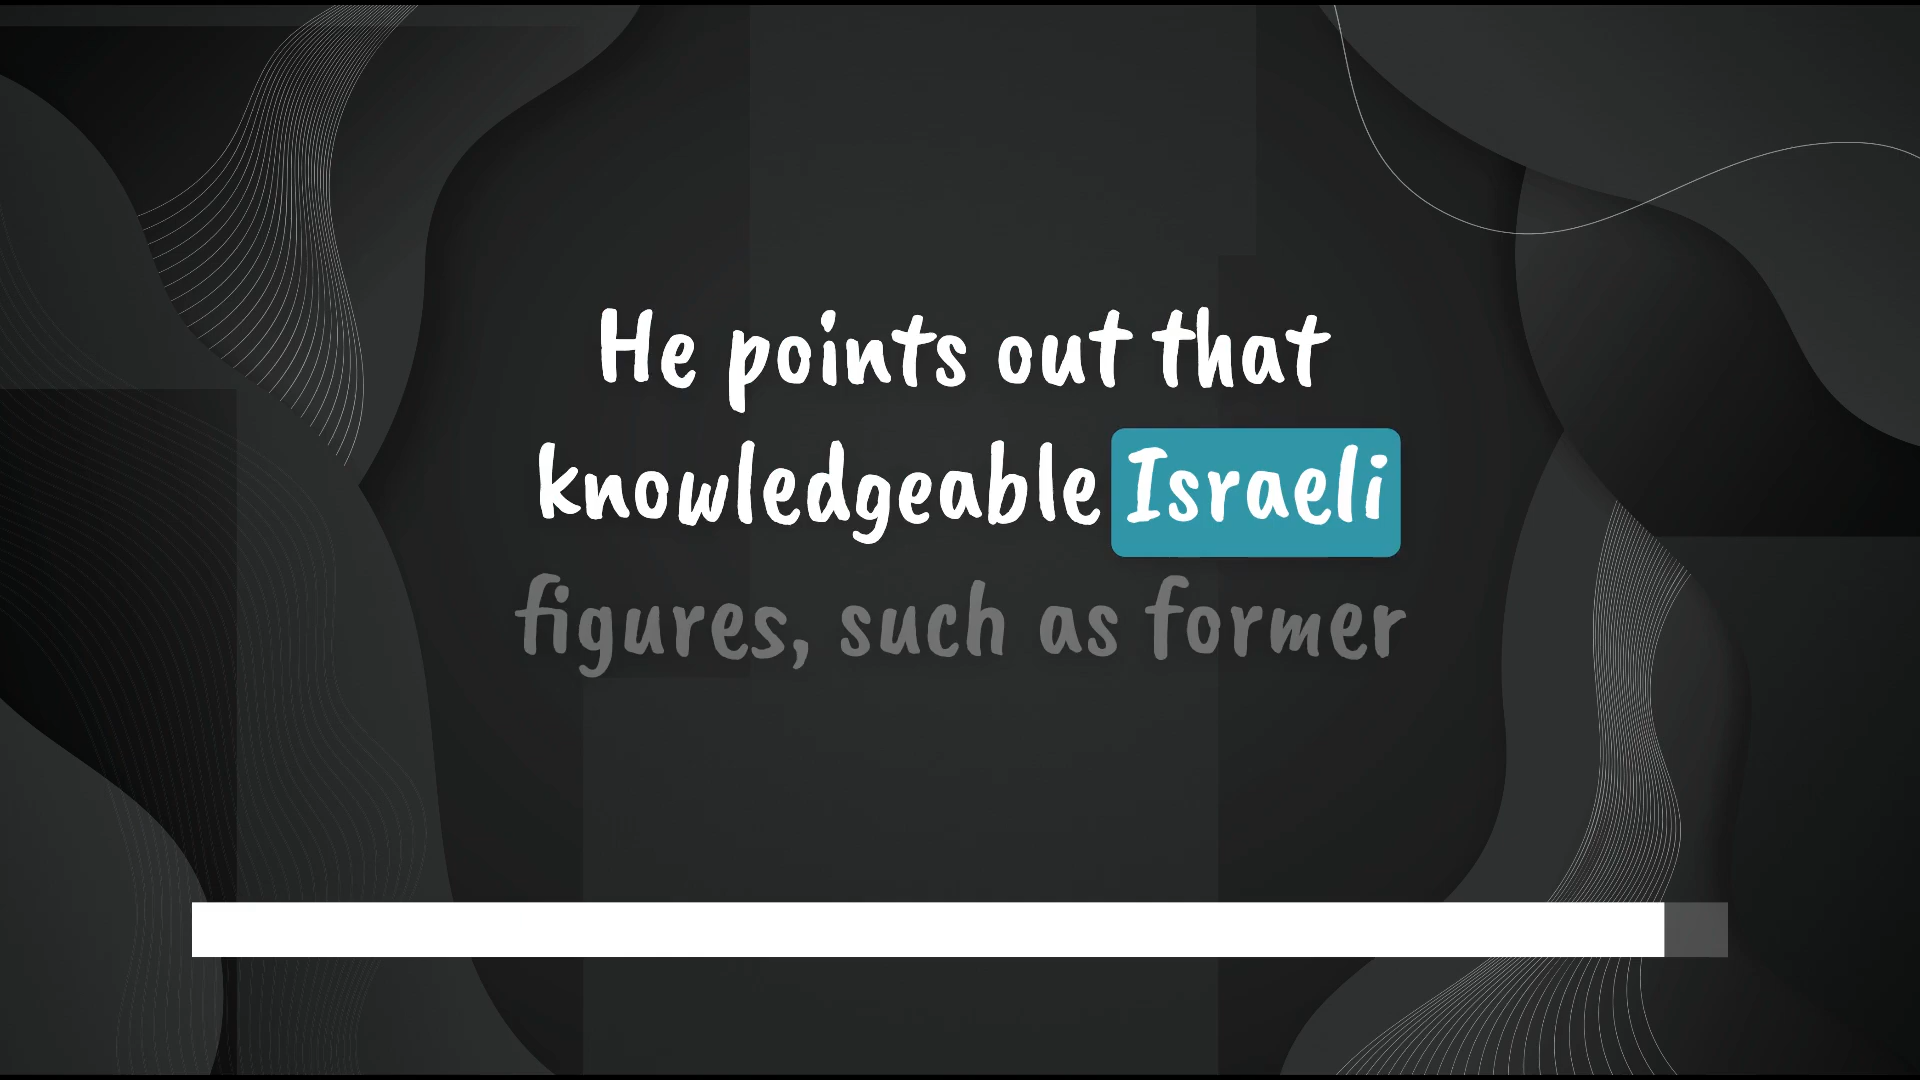 He points out that
knowledgeable Israeli
figures, such as former